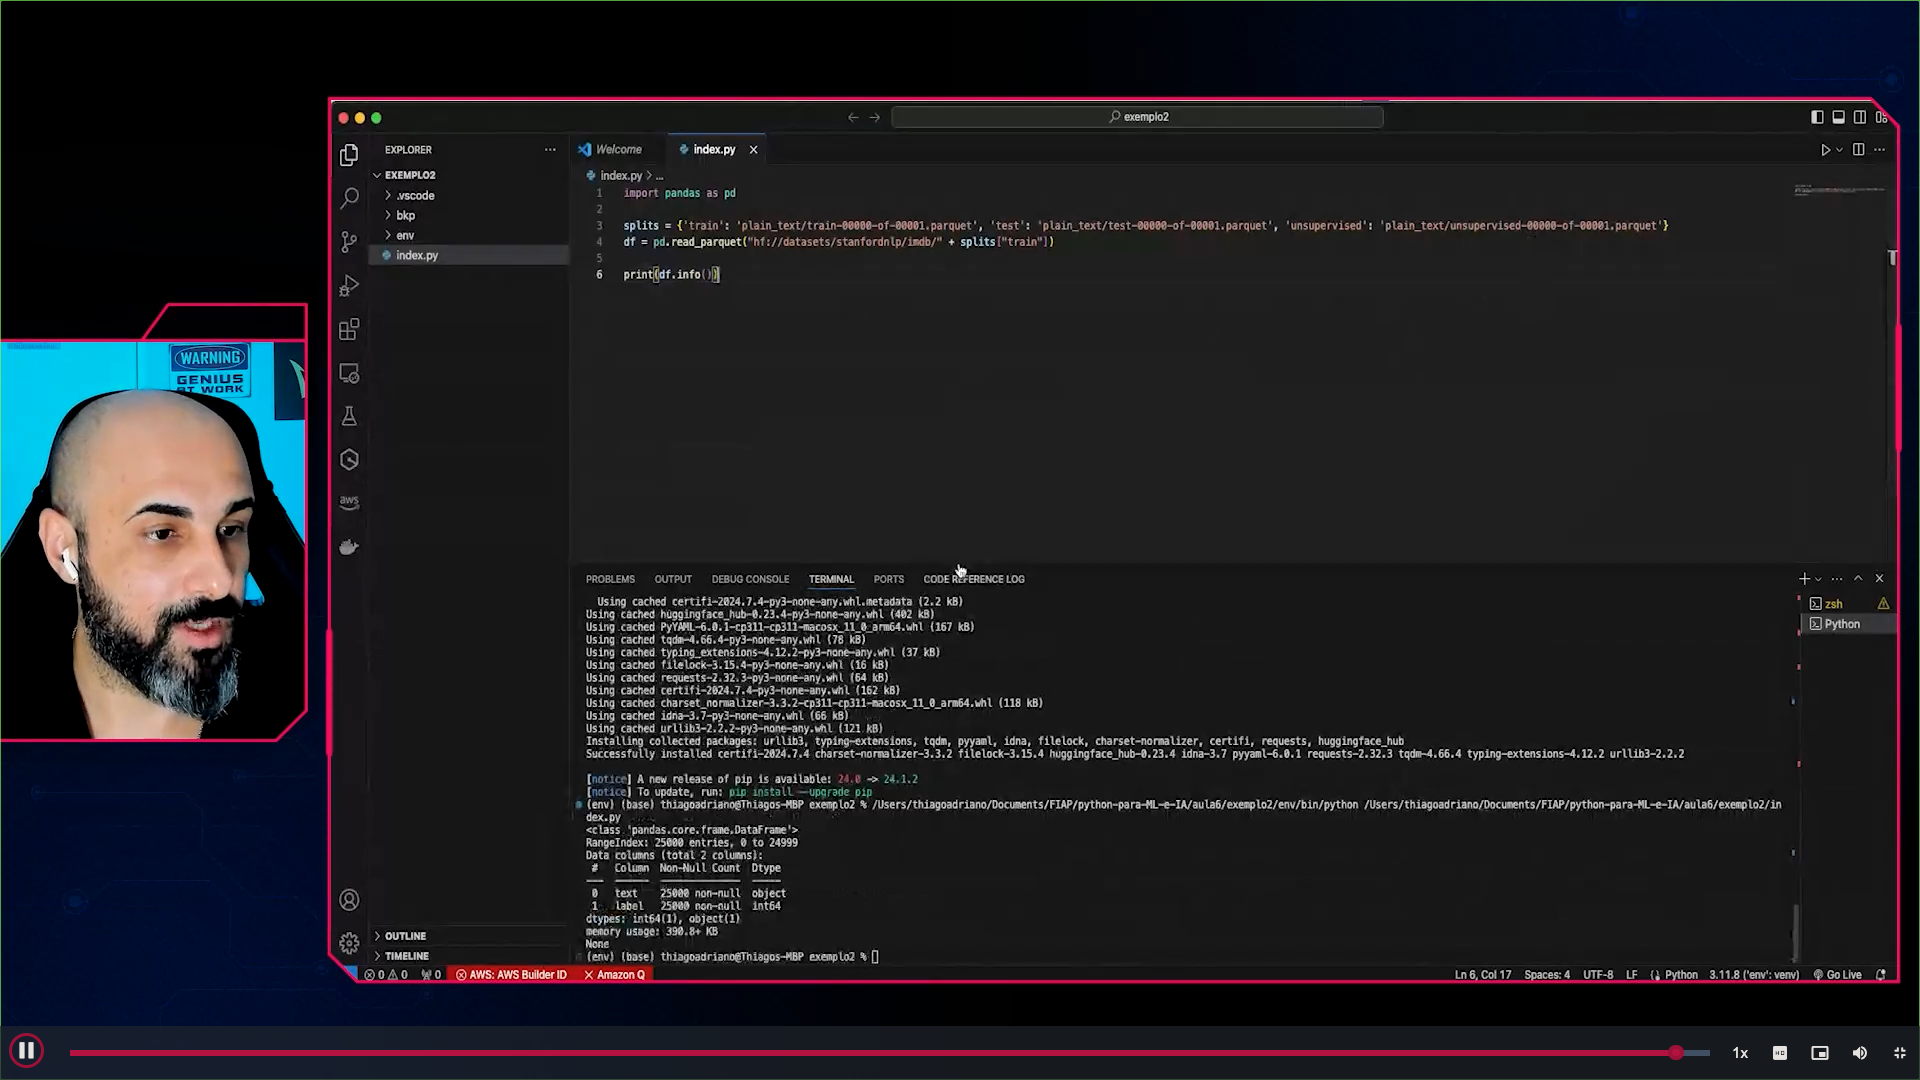 WARNING
GENIUS
AT WORK
exemplo2
EXPLORER
EXEMPLO2
.vscode
bkp
env
index.py
OUTLINE
TIMELINE
Welcome
index.py
index.py > ...
1 import pandas as pd
2
3 splits = {'train': 'plain_text/train-00000-of-00001.parquet', 'test': 'plain_text/test-00000-of-00001.parquet', 'unsupervised': 'plain_text/unsupervised-00000-of-00001.parquet'}
4 df = pd.read_parquet("hf://datasets/stanfordnlp/imdb/" + splits["train"])
5
6 print(df.info())
PROBLEMS OUTPUT DEBUG CONSOLE TERMINAL PORTS CODE REFERENCE LOG
Using cached certifi-2024.7.4-py3-none-any.whl.metadata (2.2 kB)
Using cached huggingface_hub-0.23.4-py3-none-any.whl (402 kB)
Using cached PyYAML-6.0.1-cp311-cp311-macosx_11_0_arm64.whl (167 kB)
Using cached tqdm-4.66.4-py3-none-any.whl (78 kB)
Using cached typing_extensions-4.12.2-py3-none-any.whl (37 kB)
Using cached filelock-3.15.4-py3-none-any.whl (16 kB)
Using cached requests-2.32.3-py3-none-any.whl (64 kB)
Using cached certifi-2024.7.4-py3-none-any.whl (162 kB)
Using cached charset_normalizer-3.3.2-cp311-cp311-macosx_11_0_arm64.whl (118 kB)
Using cached idna-3.7-py3-none-any.whl (66 kB)
Using cached urllib3-2.2.2-py3-none-any.whl (121 kB)
Installing collected packages: urllib3, typing-extensions, tqdm, pyyaml, idna, filelock, charset-normalizer, certifi, requests, huggingface_hub
Successfully installed certifi-2024.7.4 charset-normalizer-3.3.2 filelock-3.15.4 huggingface_hub-0.23.4 idna-3.7 pyyaml-6.0.1 requests-2.32.3 tqdm-4.66.4 typing-extensions-4.12.2 urllib3-2.2.2
[notice] A new release of pip is available: 24.0 -> 24.1.2
[notice] To update, run: pip install --upgrade pip
(env) (base) thiagoadriano@Thiagos-MBP exemplo2 % /Users/thiagoadriano/Documents/FIAP/python-para-ML-e-IA/aula6/exemplo2/env/bin/python /Users/thiagoadriano/Documents/FIAP/python-para-ML-e-IA/aula6/exemplo2/in
dex.py
<class 'pandas.core.frame.DataFrame'>
RangeIndex: 25000 entries, 0 to 24999
Data columns (total 2 columns):
# Column Non-Null Count Dtype
--- ------ -------------- -----
0 text 25000 non-null object
1 label 25000 non-null int64
dtypes: int64(1), object(1)
memory usage: 390.8+ KB
None
(env) (base) thiagoadriano@Thiagos-MBP exemplo2 %
zsh
Python
aws
0 0 0 AWS: AWS Builder ID Amazon Q
Ln 6, Col 17 Spaces: 4 UTF-8 LF Python 3.11.8 ('env': venv) Go Live
1x
HD